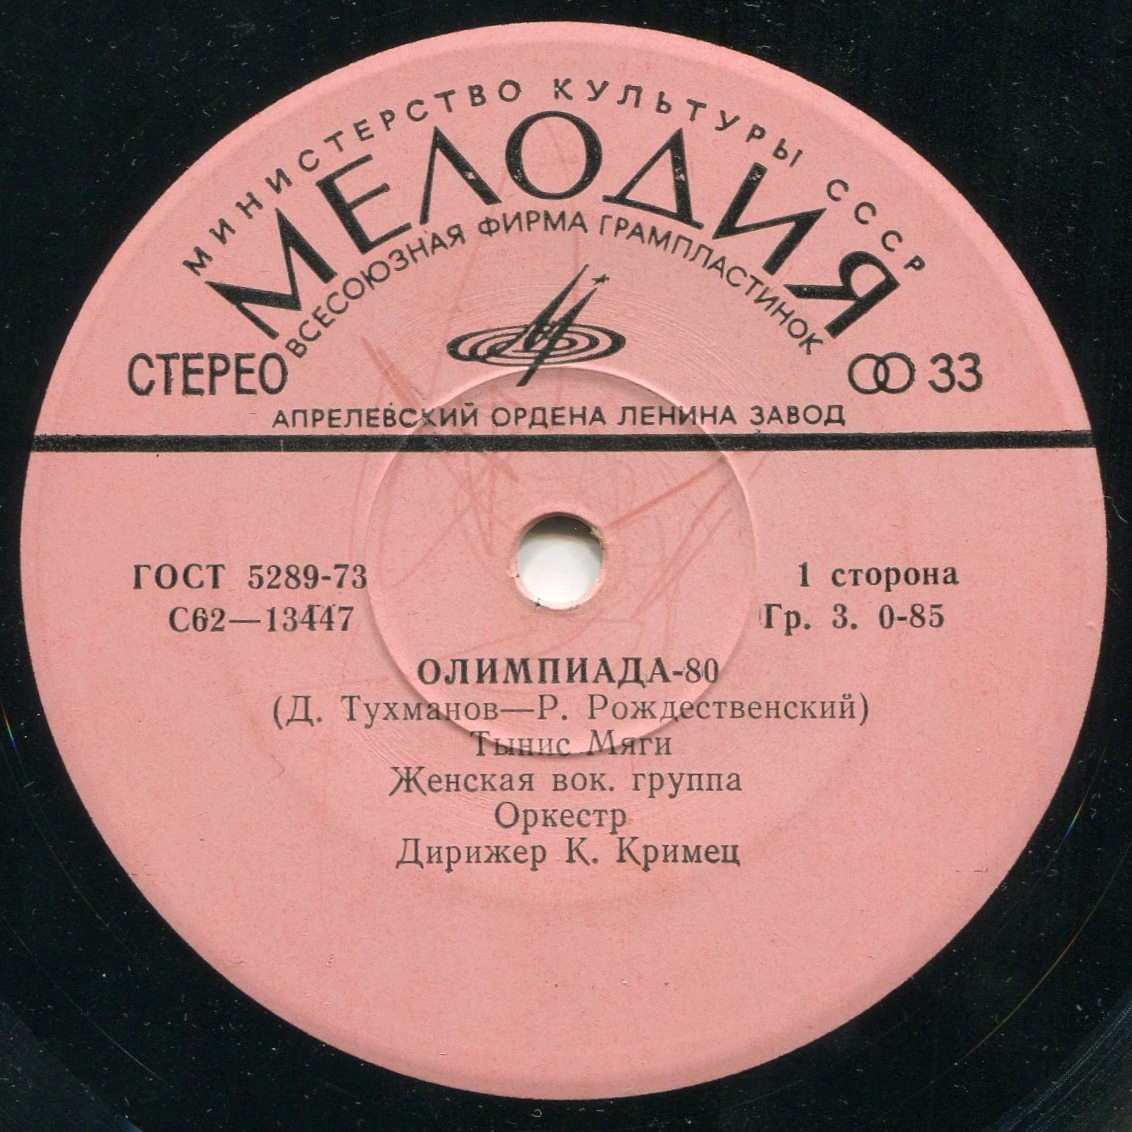 МИНИСТЕРСТВО КУЛЬТУРЫ СССР
МЕЛОДИЯ
ВСЕСОЮЗНАЯ ФИРМА ГРАМПЛАСТИНОК
СТЕРЕО 33
АПРЕЛЕВСКИЙ ОРДЕНА ЛЕНИНА ЗАВОД
ГОСТ 5289-73 1 сторона
С62—13447 Гр. 3. 0-85
ОЛИМПИАДА-80
(Д. Тухманов—Р. Рождественский)
Тынис Мяги
Женская вок. группа
Оркестр
Дирижер К. Кримец